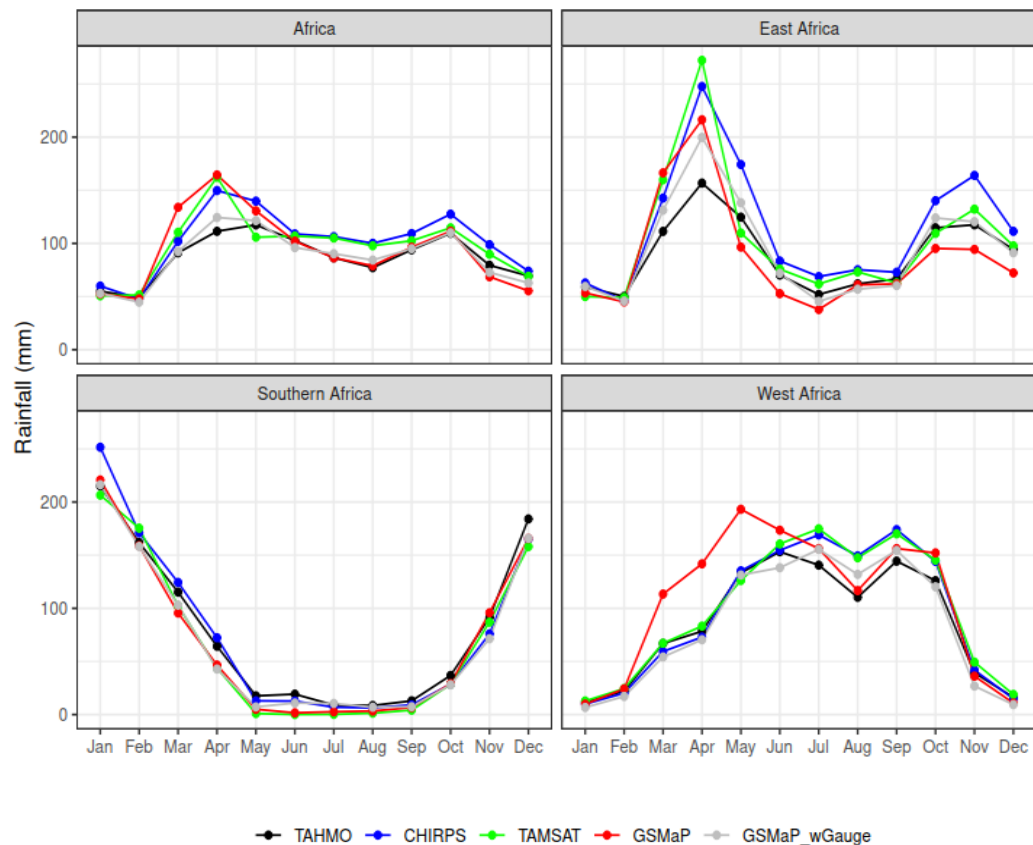 Africa
East Africa
200
100
0
Southern Africa
West Africa
200
100
0
Rainfall (mm)
Jan Feb Mar Apr May Jun Jul Aug Sep Oct Nov Dec
Jan Feb Mar Apr May Jun Jul Aug Sep Oct Nov Dec
TAHMO CHIRPS TAMSAT GSMaP GSMaP_wGauge